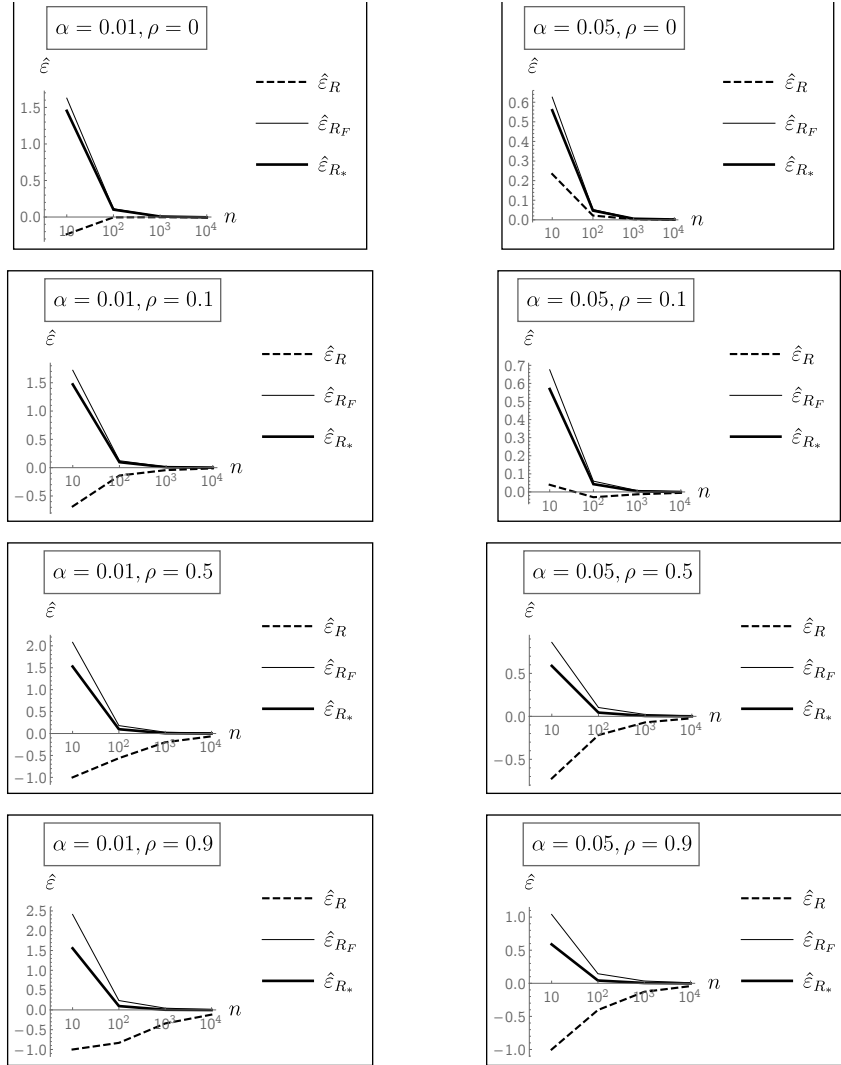 α = 0.01, ρ = 0
ε̂
ε̂_R
ε̂_{R_F}
ε̂_{R_*}
1.5
1.0
0.5
0.0
10 10² 10³ 10⁴ n
α = 0.05, ρ = 0
ε̂
ε̂_R
ε̂_{R_F}
ε̂_{R_*}
0.6
0.5
0.4
0.3
0.2
0.1
0.0
10 10² 10³ 10⁴ n
α = 0.01, ρ = 0.1
ε̂
ε̂_R
ε̂_{R_F}
ε̂_{R_*}
1.5
1.0
0.5
0.0
−0.5
10 10² 10³ 10⁴ n
α = 0.05, ρ = 0.1
ε̂
ε̂_R
ε̂_{R_F}
ε̂_{R_*}
0.7
0.6
0.5
0.4
0.3
0.2
0.1
0.0
10 10² 10³ 10⁴ n
α = 0.01, ρ = 0.5
ε̂
ε̂_R
ε̂_{R_F}
ε̂_{R_*}
2.0
1.5
1.0
0.5
0.0
−0.5
−1.0
10 10² 10³ 10⁴ n
α = 0.05, ρ = 0.5
ε̂
ε̂_R
ε̂_{R_F}
ε̂_{R_*}
0.5
0.0
−0.5
10 10² 10³ 10⁴ n
α = 0.01, ρ = 0.9
ε̂
ε̂_R
ε̂_{R_F}
ε̂_{R_*}
2.5
2.0
1.5
1.0
0.5
0.0
−0.5
−1.0
10 10² 10³ 10⁴ n
α = 0.05, ρ = 0.9
ε̂
ε̂_R
ε̂_{R_F}
ε̂_{R_*}
1.0
0.5
0.0
−0.5
−1.0
10 10² 10³ 10⁴ n